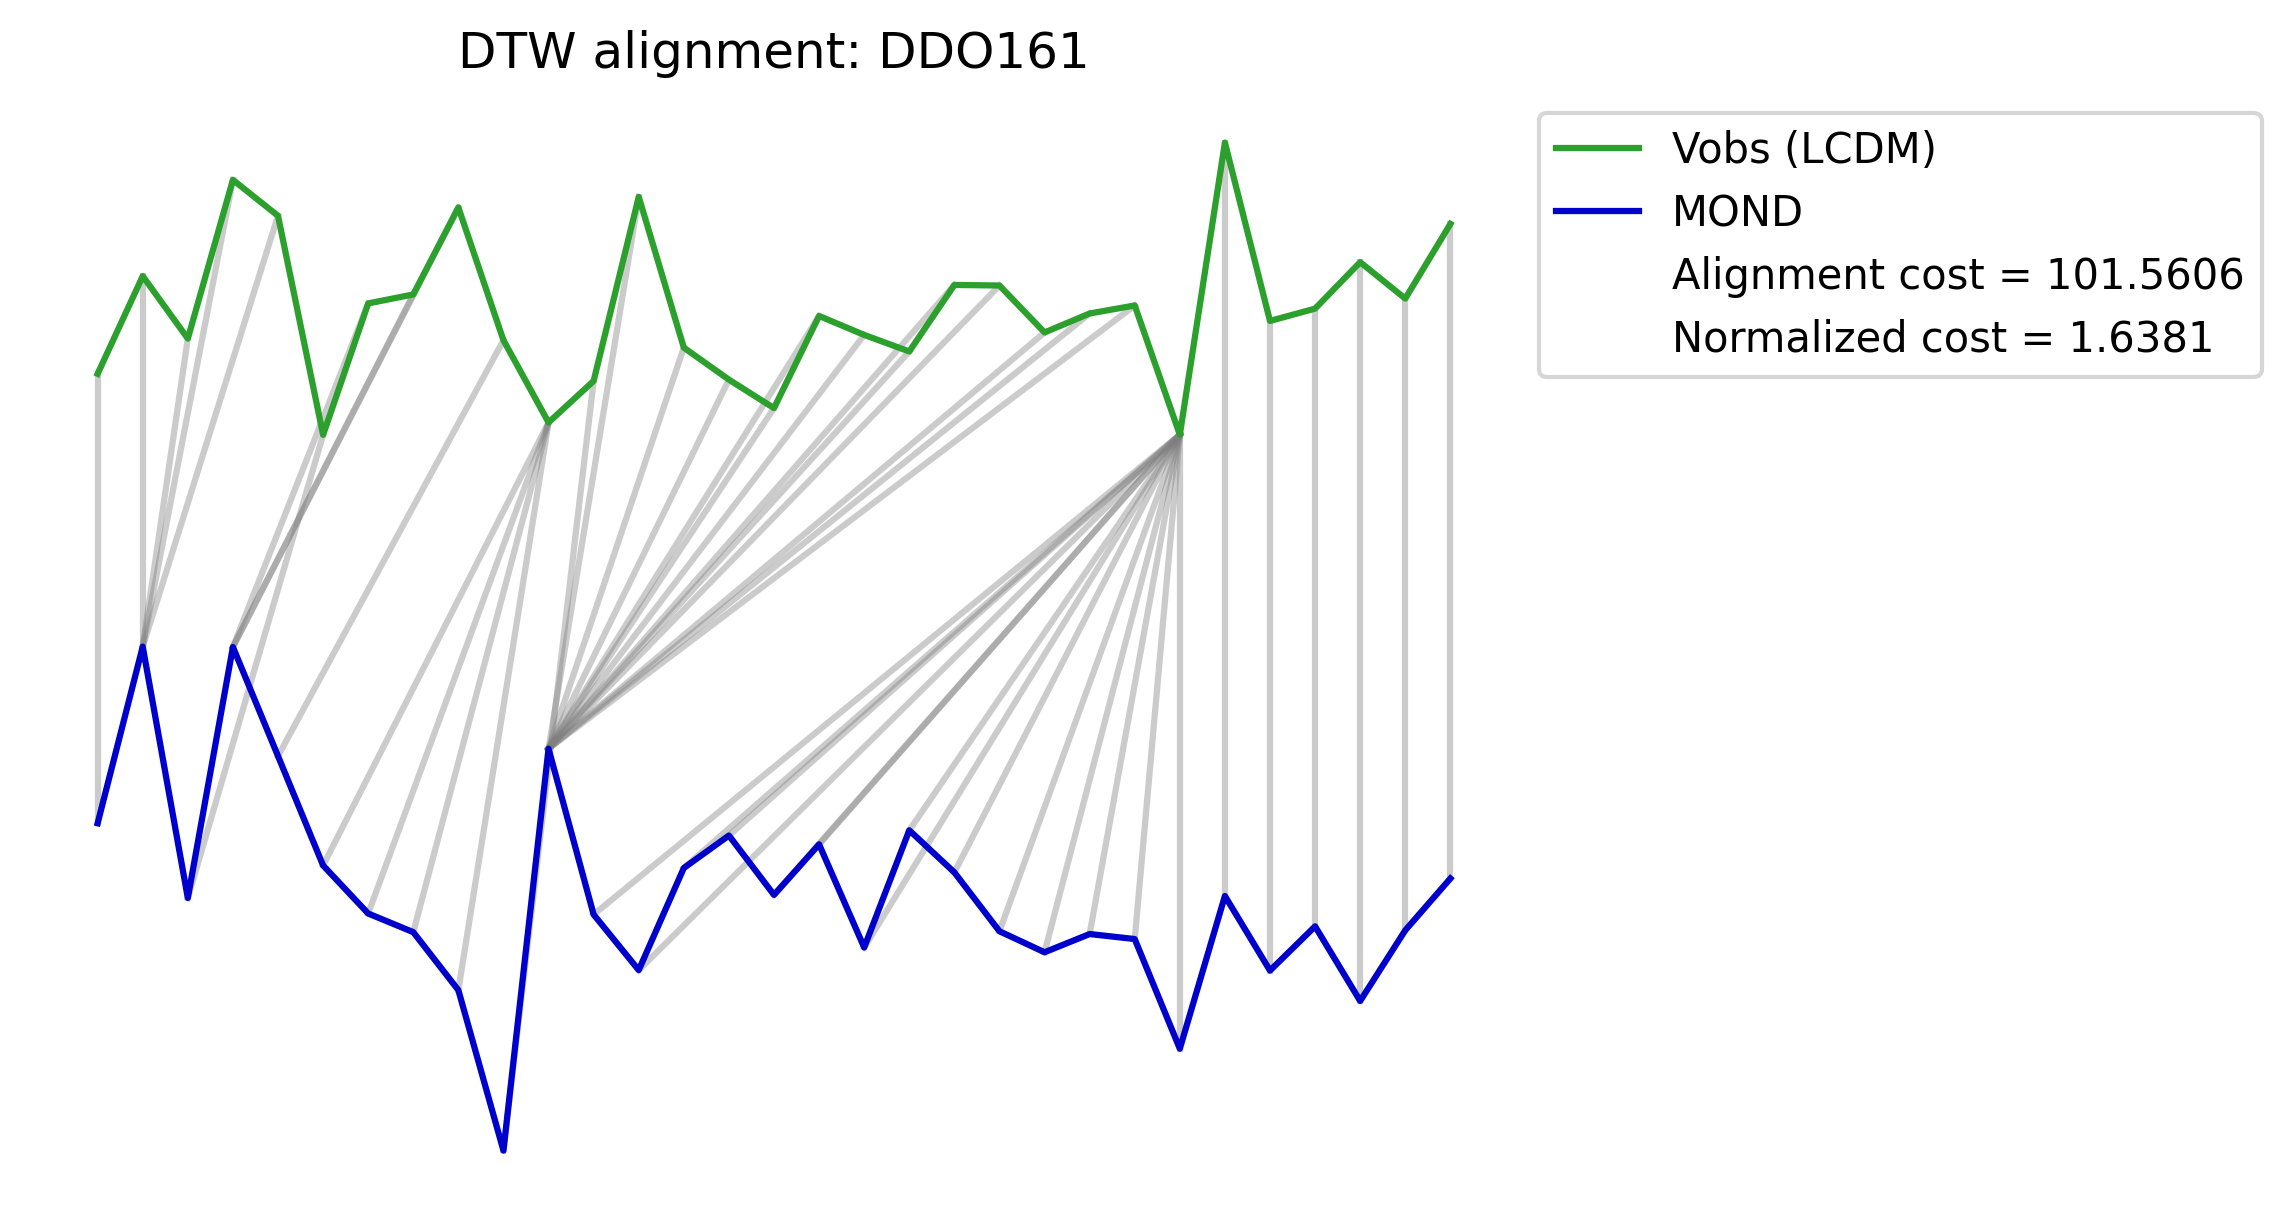 DTW alignment: DDO161
Vobs (LCDM)
MOND
Alignment cost = 101.5606
Normalized cost = 1.6381